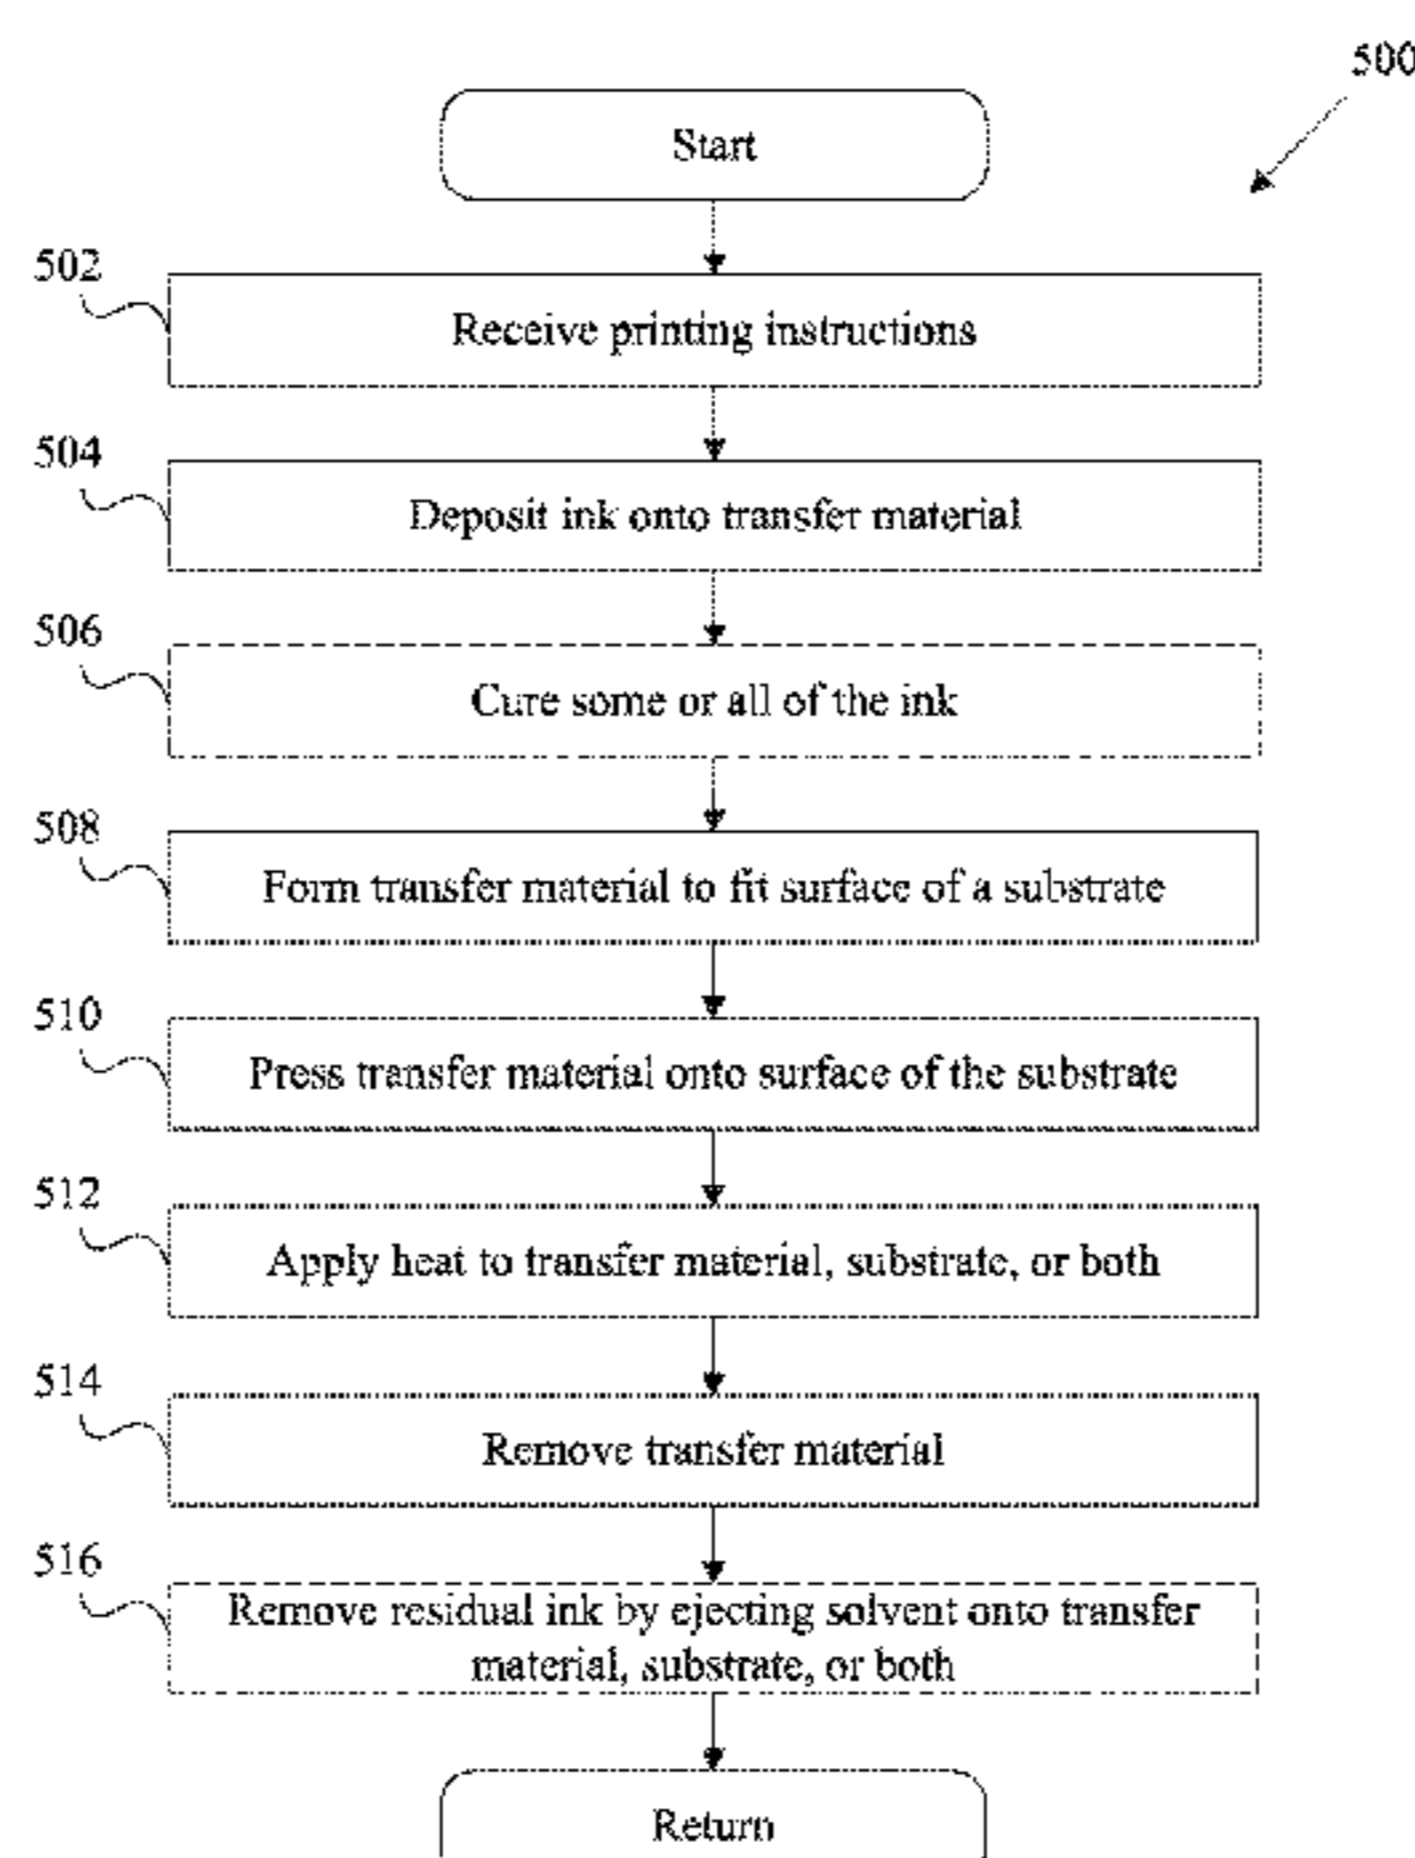 500
Start
502
Receive printing instructions
504
Deposit ink onto transfer material
506
Cure some or all of the ink
508
Form transfer material to fit surface of a substrate
510
Press transfer material onto surface of the substrate
512
Apply heat to transfer material, substrate, or both
514
Remove transfer material
516
Remove residual ink by ejecting solvent onto transfer
material, substrate, or both
Return